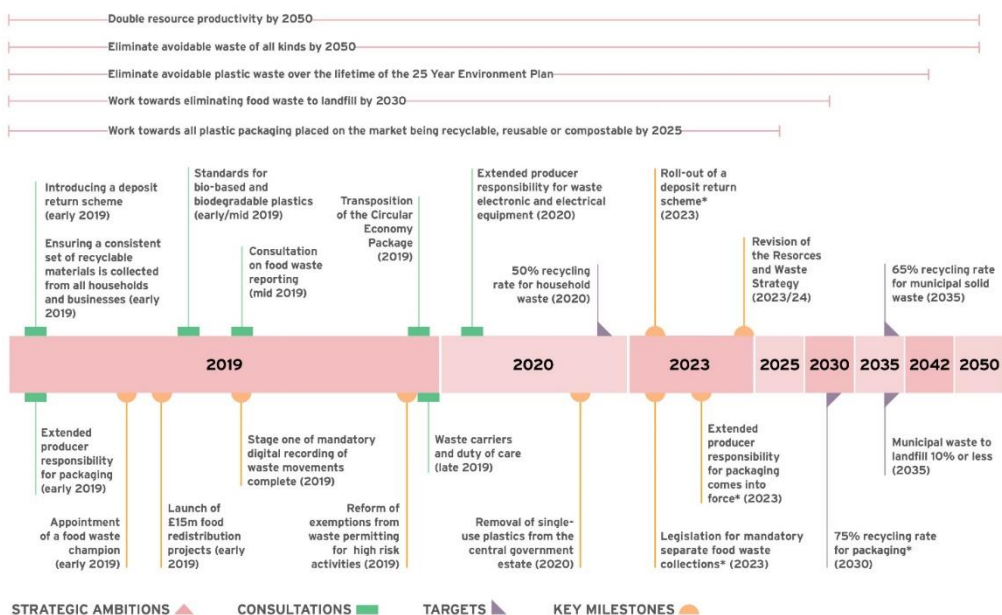 Double resource productivity by 2050
Eliminate avoidable waste of all kinds by 2050
Eliminate avoidable plastic waste over the lifetime of the 25 Year Environment Plan
Work towards eliminating food waste to landfill by 2030
Work towards all plastic packaging placed on the market being recyclable, reusable or compostable by 2025
Introducing a deposit
return scheme
(early 2019)
Ensuring a consistent
set of recyclable
materials is collected
from all households
and businesses (early
2019)
Standards for
bio-based and
biodegradable plastics
(early/mid 2019)
Consultation
on food waste
reporting
(mid 2019)
Transposition
of the Circular
Economy
Package
(2019)
Extended producer
responsibility for waste
electronic and electrical
equipment (2020)
50% recycling
rate for household
waste (2020)
Roll-out of a
deposit return
scheme*
(2023)
Revision of
the Resorces
and Waste
Strategy
(2023/24)
65% recycling rate
for municipal solid
waste (2035)
2019
2020
2023
2025
2030
2035
2042
2050
Extended
producer
responsibility
for packaging
(early 2019)
Appointment
of a food waste
champion
(early 2019)
Launch of
£15m food
redistribution
projects (early
2019)
Stage one of mandatory
digital recording of
waste movements
complete (2019)
Reform of
exemptions from
waste permitting
for high risk
activities (2019)
Waste carriers
and duty of care
(late 2019)
Removal of single-
use plastics from the
central government
estate (2020)
Extended
producer
responsibility
for packaging
comes into
force* (2023)
Legislation for mandatory
separate food waste
collections* (2023)
75% recycling rate
for packaging*
(2030)
Municipal waste to
landfill 10% or less
(2035)
STRATEGIC AMBITIONS
CONSULTATIONS
TARGETS
KEY MILESTONES